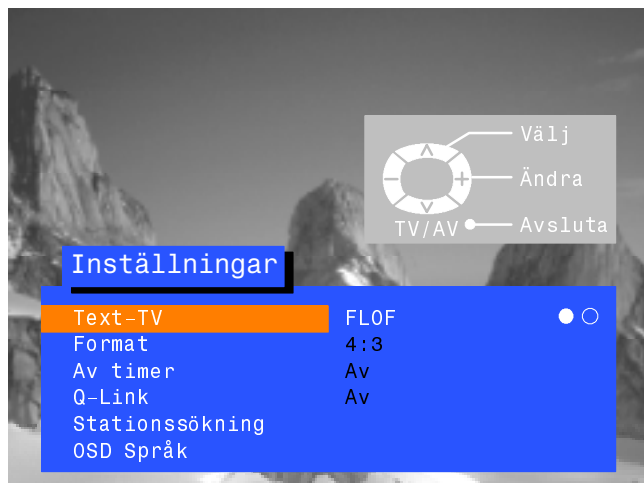 Välj
Ändra
TV/AV Avsluta
Inställningar
Text-TV FLOF
Format 4:3
Av timer Av
Q-Link Av
Stationssökning
OSD Språk